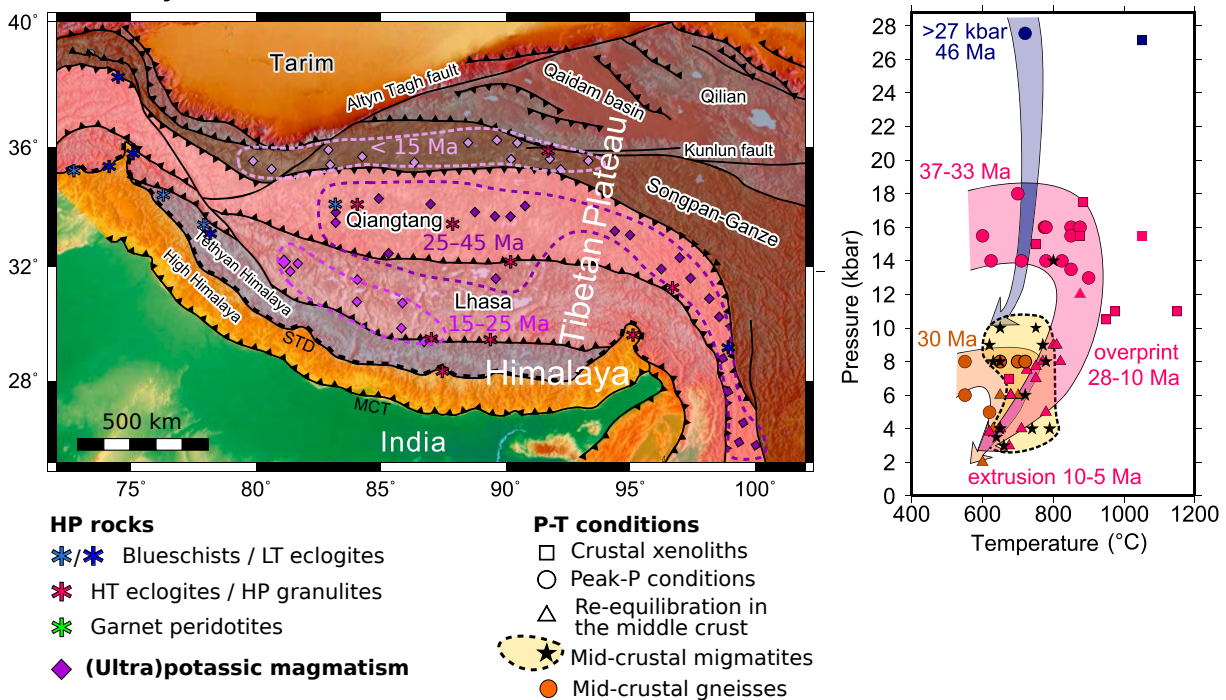 40°
36°
32°
28°
75°
80°
85°
90°
95°
100°
Tarim
Altyn Tagh fault
Qaidam basin
Qilian
Kunlun fault
< 15 Ma
Songpan-Ganze
Tibetan Plateau
Qiangtang
25–45 Ma
Tethyan Himalaya
High Himalaya
Lhasa
15–25 Ma
STD
Himalaya
MCT
500 km
India
HP rocks
/ Blueschists / LT eclogites
HT eclogites / HP granulites
Garnet peridotites
(Ultra)potassic magmatism
P-T conditions
Crustal xenoliths
Peak-P conditions
Re-equilibration in
the middle crust
Mid-crustal migmatites
Mid-crustal gneisses
Pressure (kbar)
28
26
24
22
20
18
16
14
12
10
8
6
4
2
0
>27 kbar
46 Ma
37-33 Ma
30 Ma
overprint
28-10 Ma
extrusion 10-5 Ma
400
600
800
1000
1200
Temperature (°C)